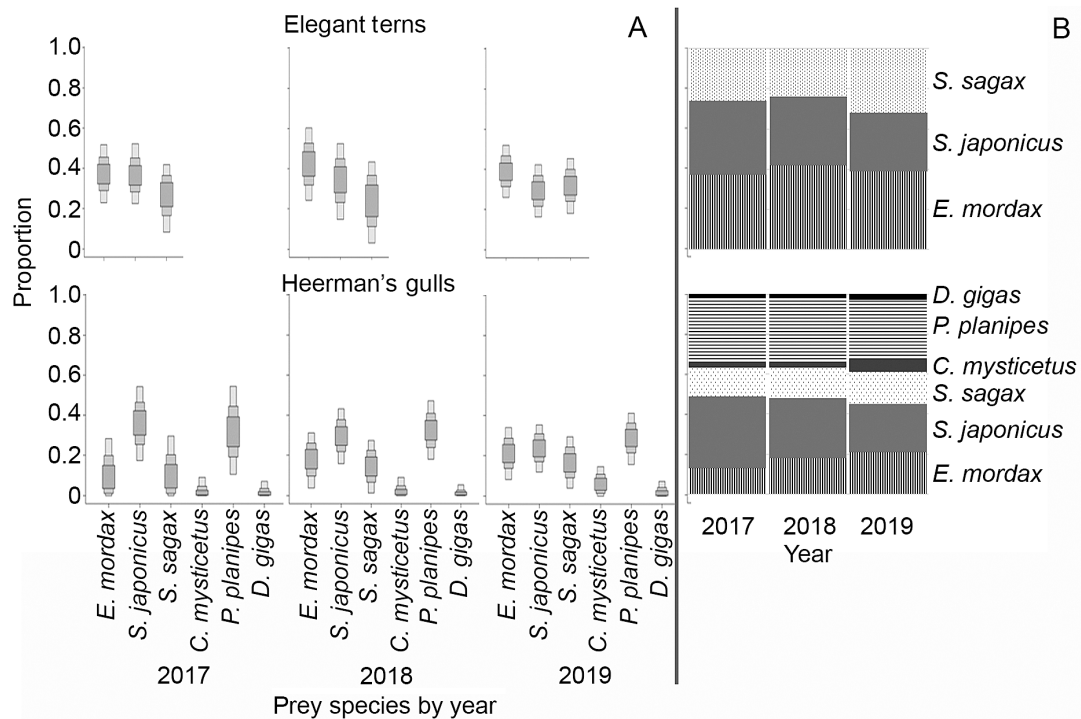 Elegant terns
A
B
1.0
0.8
0.6
0.4
0.2
0
Proportion
S. sagax
S. japonicus
E. mordax
Heerman's gulls
1.0
0.8
0.6
0.4
0.2
0
D. gigas
P. planipes
C. mysticetus
S. sagax
S. japonicus
E. mordax
E. mordax
S. japonicus
S. sagax
C. mysticetus
P. planipes
D. gigas
E. mordax
S. japonicus
S. sagax
C. mysticetus
P. planipes
D. gigas
E. mordax
S. japonicus
S. sagax
C. mysticetus
P. planipes
D. gigas
2017 2018 2019
Prey species by year
2017 2018 2019
Year